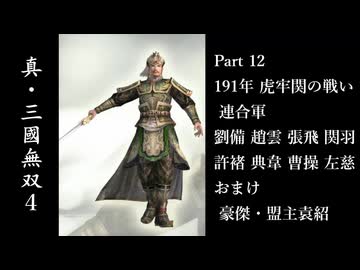 真・三國無双4
Part 12
191年 虎牢関の戦い
連合軍
劉備 趙雲 張飛 関羽
許褚 典韋 曹操 左慈
おまけ
豪傑・盟主袁紹